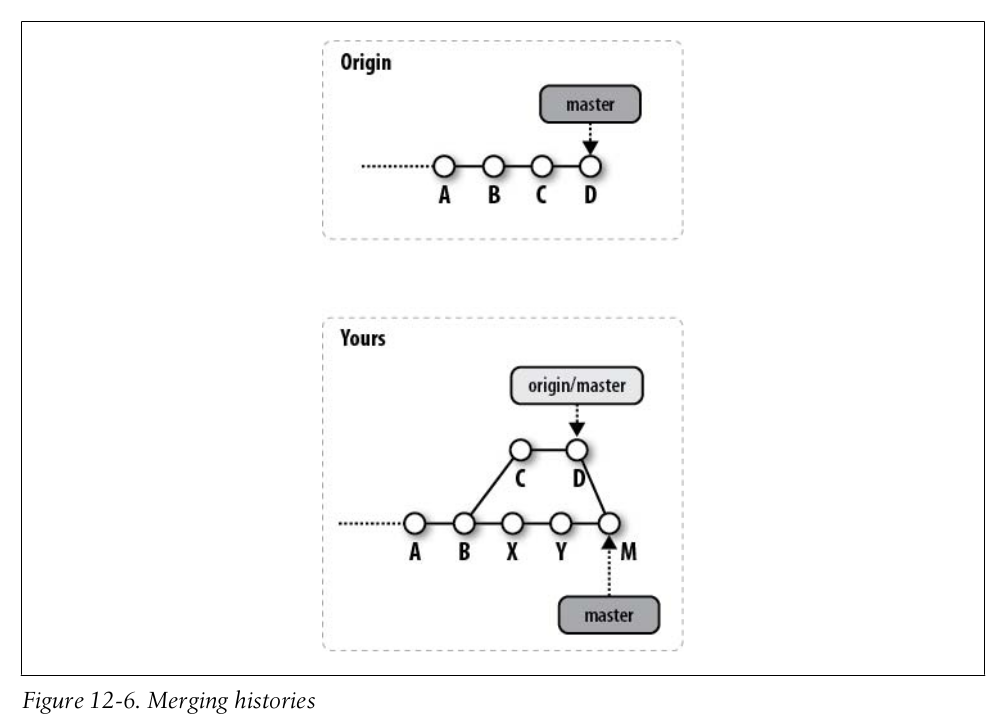 Origin
master
A B C D
Yours
origin/master
C D
A B X Y M
master
Figure 12-6. Merging histories